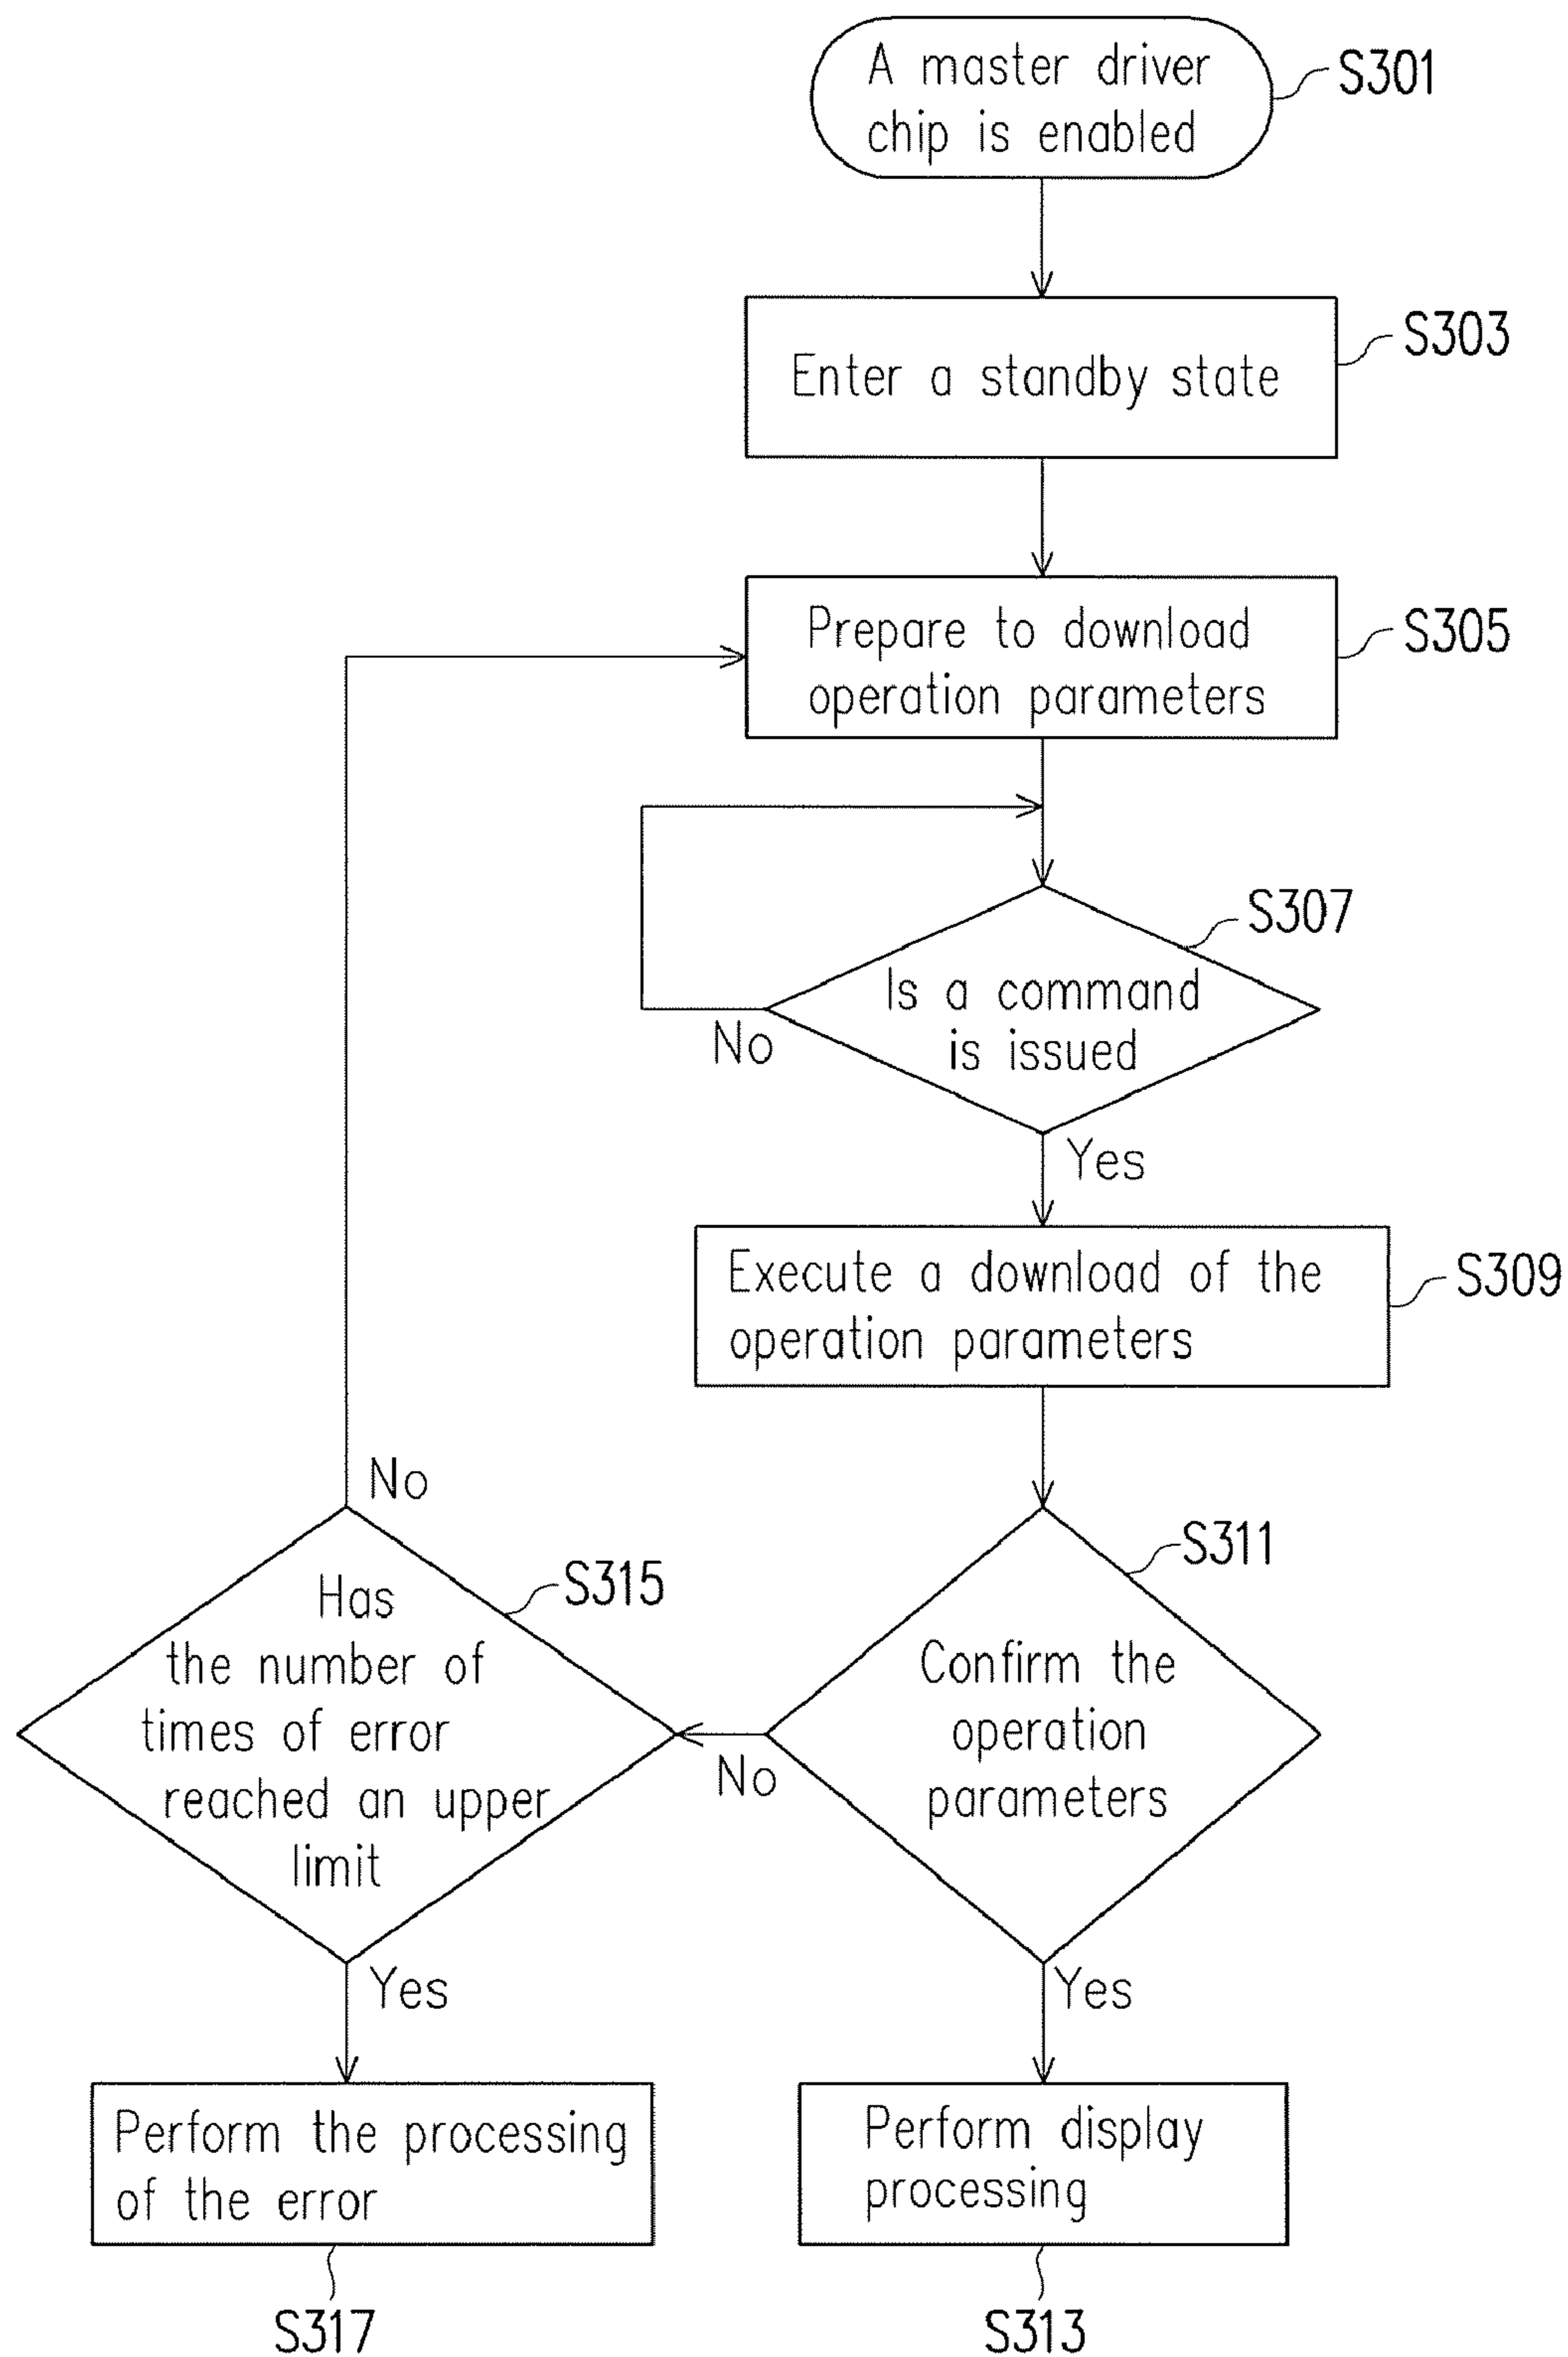 A master driver
chip is enabled
S301
Enter a standby state
S303
Prepare to download
operation parameters
S305
Is a command
is issued
S307
No
Yes
Execute a download of the
operation parameters
S309
Confirm the
operation
parameters
S311
No
Yes
Has
the number of
times of error
reached an upper
limit
S315
No
Yes
Perform the processing
of the error
S317
Perform display
processing
S313